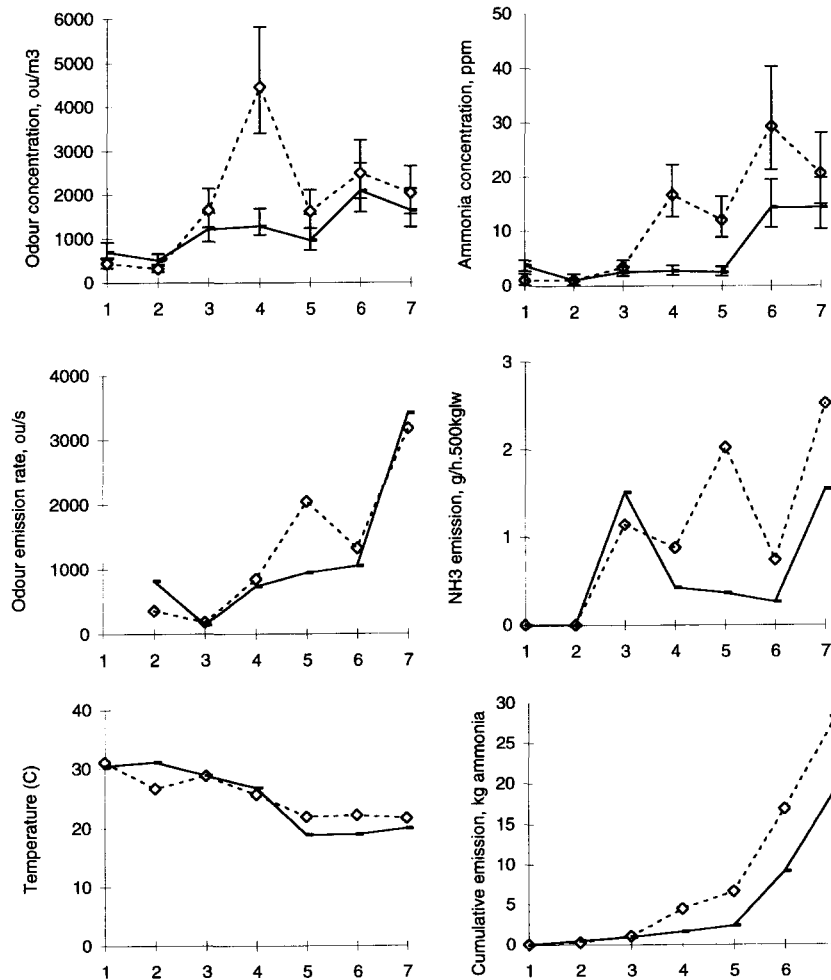 Odour concentration, ou/m3
6000
5000
4000
3000
2000
1000
0
1 2 3 4 5 6 7
Ammonia concentration, ppm
50
40
30
20
10
0
1 2 3 4 5 6 7
Odour emission rate, ou/s
4000
3000
2000
1000
0
1 2 3 4 5 6 7
NH3 emission, g/h.500kglw
3
2
1
0
1 2 3 4 5 6 7
Temperature (C)
40
30
20
10
0
1 2 3 4 5 6 7
Cumulative emission, kg ammonia
30
25
20
15
10
5
0
1 2 3 4 5 6 7